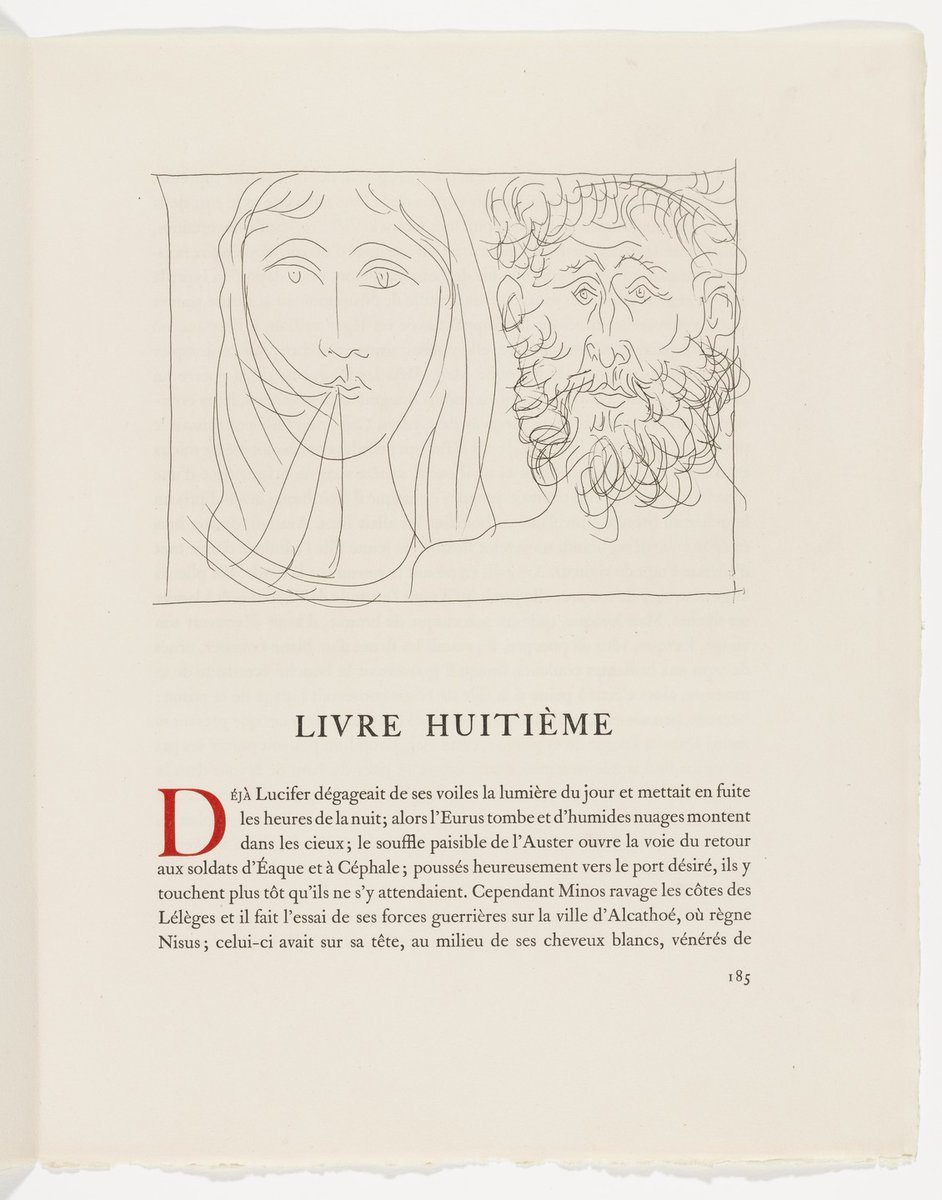 LIVRE HUITIÈME
DÉJÀ Lucifer dégageait de ses voiles la lumière du jour et mettait en fuite
les heures de la nuit; alors l'Eurus tombe et d'humides nuages montent
dans les cieux; le souffle paisible de l'Auster ouvre la voie du retour
aux soldats d'Éaque et à Céphale; poussés heureusement vers le port désiré, ils y
touchent plus tôt qu'ils ne s'y attendaient. Cependant Minos ravage les côtes des
Lélèges et il fait l'essai de ses forces guerrières sur la ville d'Alcathoé, où règne
Nisus; celui-ci avait sur sa tête, au milieu de ses cheveux blancs, vénérés de
185